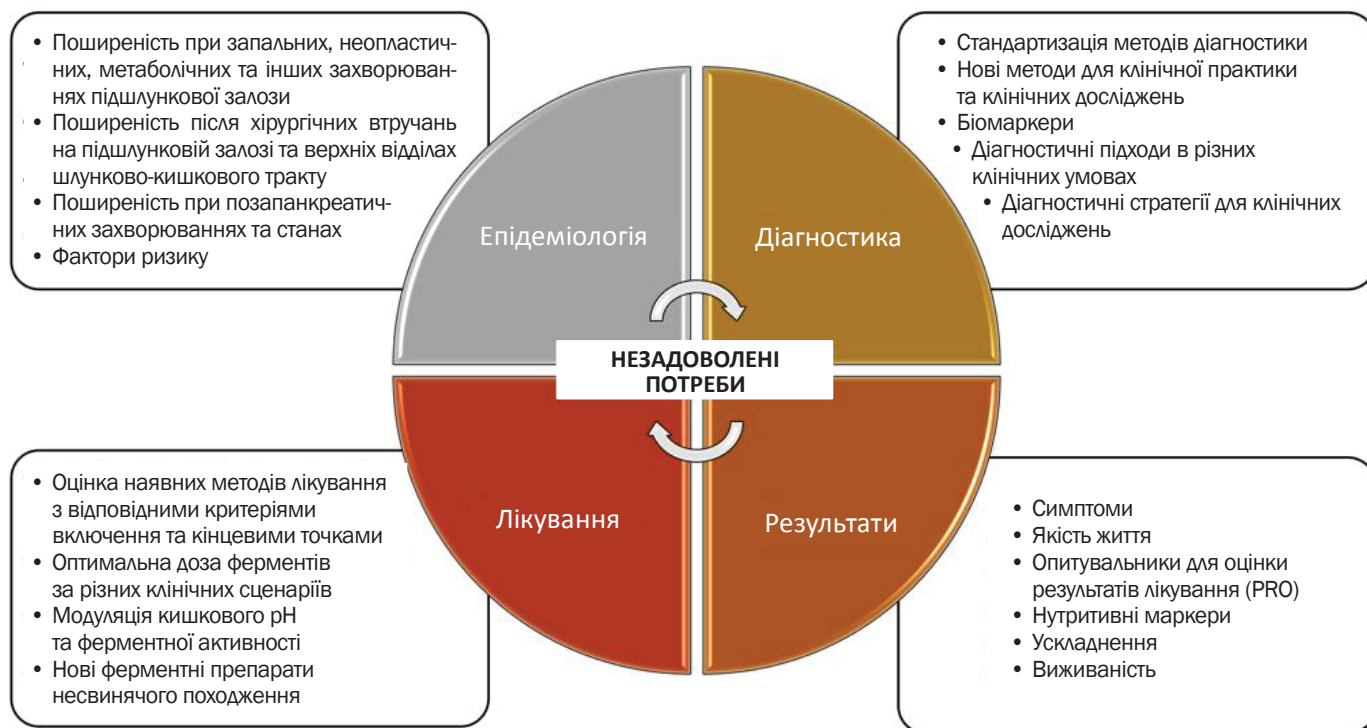 • Поширеність при запальних, неопластич-
них, метаболічних та інших захворюван-
нях підшлункової залози
• Поширеність після хірургічних втручань
на підшлунковій залозі та верхніх відділах
шлунково-кишкового тракту
• Поширеність при позапанкреатич-
них захворюваннях та станах
• Фактори ризику
• Стандартизація методів діагностики
• Нові методи для клінічної практики
та клінічних досліджень
• Біомаркери
• Діагностичні підходи в різних
клінічних умовах
• Діагностичні стратегії для клінічних
досліджень
Епідеміологія
Діагностика
НЕЗАДОВОЛЕНІ
ПОТРЕБИ
Лікування
Результати
• Оцінка наявних методів лікування
з відповідними критеріями
включення та кінцевими точками
• Оптимальна доза ферментів
за різних клінічних сценаріїв
• Модуляція кишкового pH
та ферментної активності
• Нові ферментні препарати
несвинячого походження
• Симптоми
• Якість життя
• Опитувальники для оцінки
результатів лікування (PRO)
• Нутритивні маркери
• Ускладнення
• Виживаність